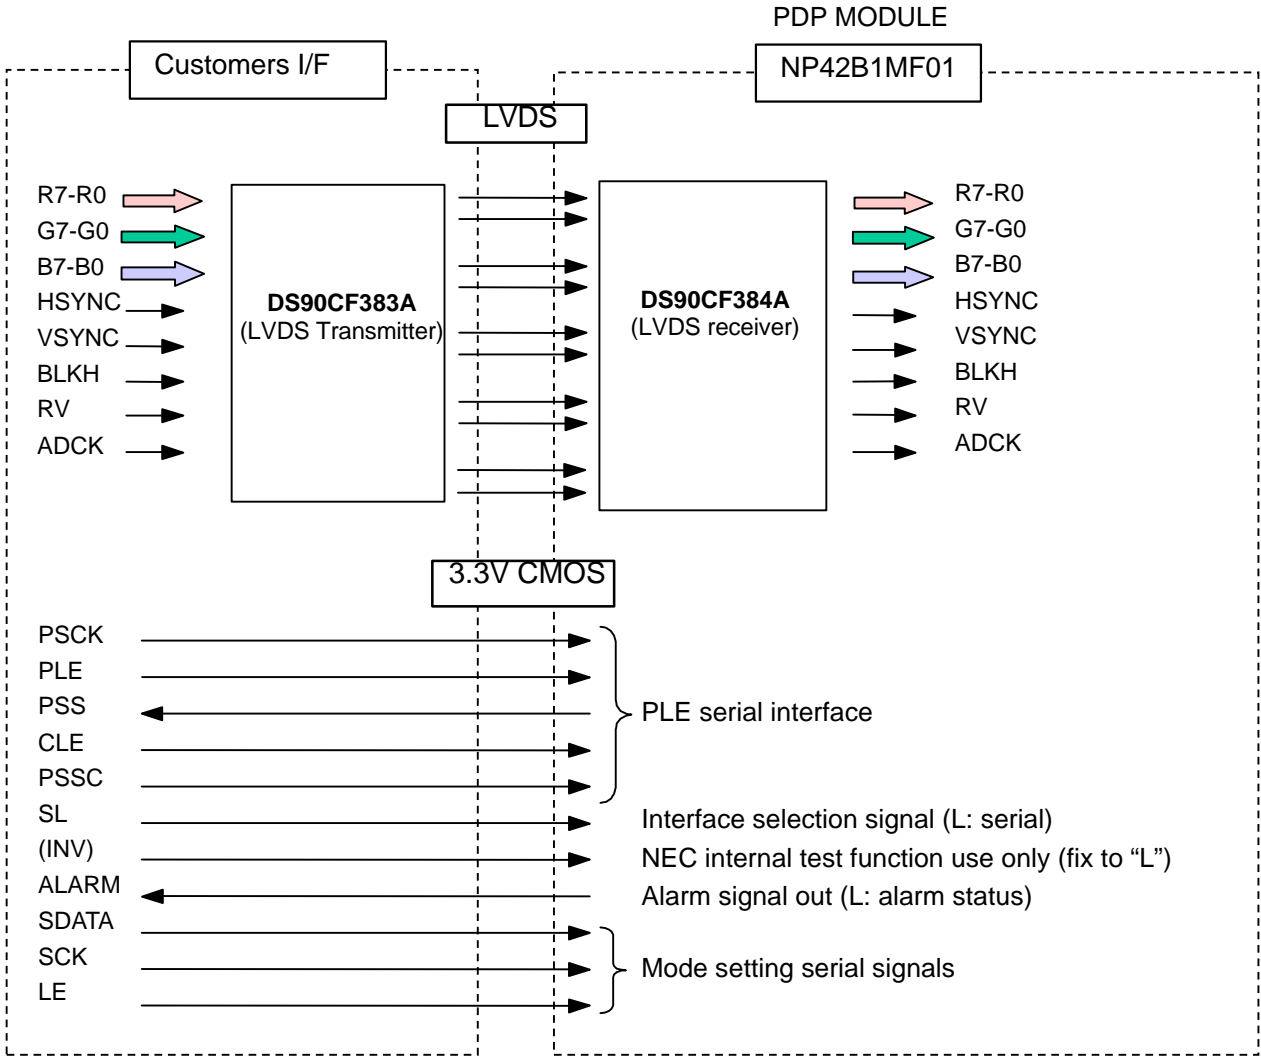 PDP MODULE
Customers I/F
NP42B1MF01
LVDS
R7-R0
G7-G0
B7-B0
HSYNC
VSYNC
BLKH
RV
ADCK
DS90CF383A
(LVDS Transmitter)
DS90CF384A
(LVDS receiver)
R7-R0
G7-G0
B7-B0
HSYNC
VSYNC
BLKH
RV
ADCK
3.3V CMOS
PSCK
PLE
PSS
CLE
PSSC
PLE serial interface
SL
Interface selection signal (L: serial)
(INV)
NEC internal test function use only (fix to “L”)
ALARM
Alarm signal out (L: alarm status)
SDATA
SCK
LE
Mode setting serial signals